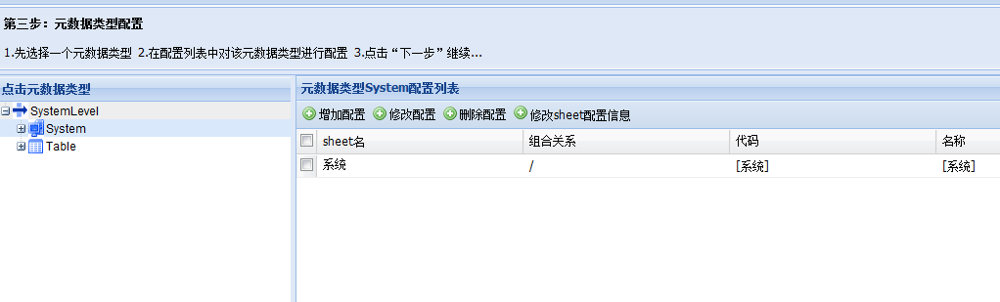 第三步：元数据类型配置
1.先选择一个元数据类型 2.在配置列表中对该元数据类型进行配置 3.点击“下一步”继续...
点击元数据类型
SystemLevel
System
Table
元数据类型System配置列表
增加配置 修改配置 删除配置 修改sheet配置信息
sheet名 组合关系 代码 名称
系统 / [系统] [系统]